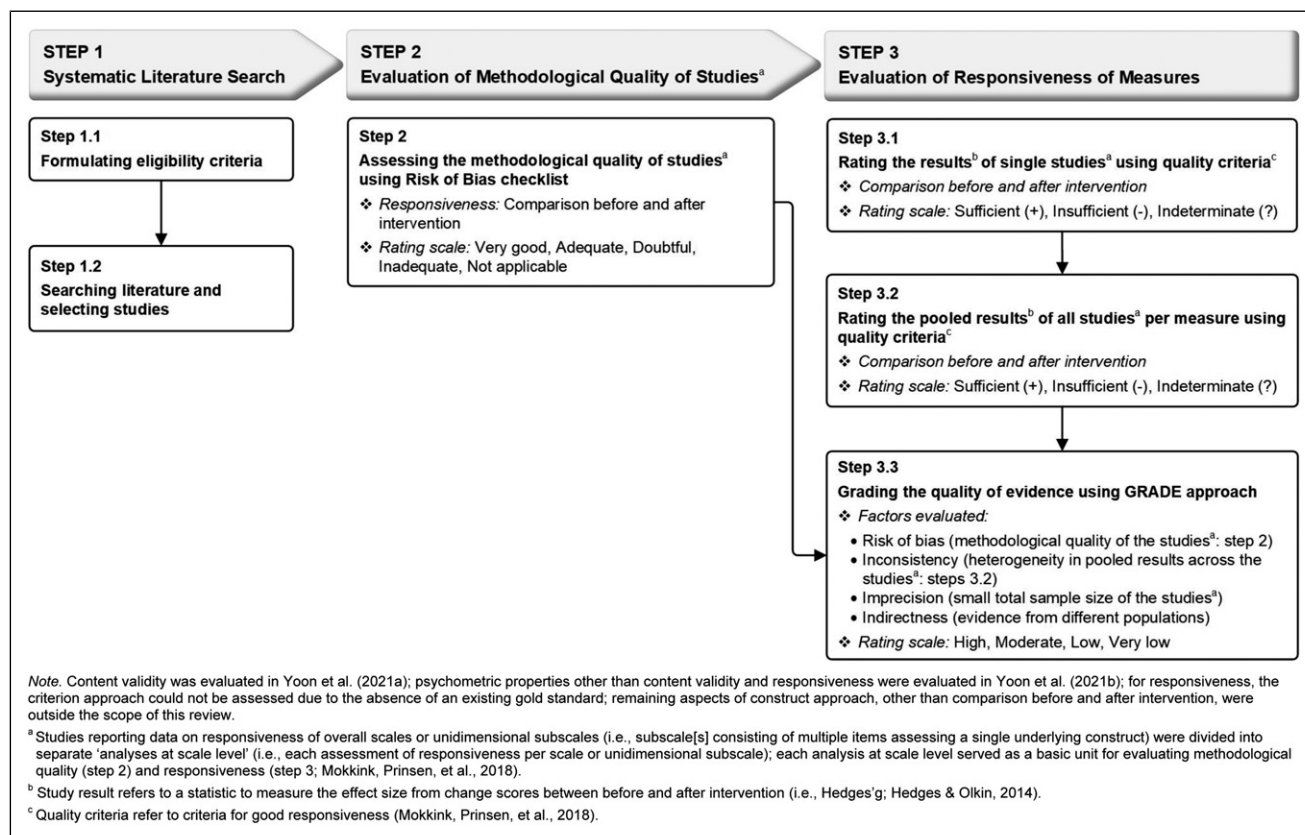 STEP 1
Systematic Literature Search
STEP 2
Evaluation of Methodological Quality of Studiesa
STEP 3
Evaluation of Responsiveness of Measures
Step 1.1
Formulating eligibility criteria
Step 1.2
Searching literature and
selecting studies
Step 2
Assessing the methodological quality of studiesa
using Risk of Bias checklist
❖ Responsiveness: Comparison before and after
intervention
❖ Rating scale: Very good, Adequate, Doubtful,
Inadequate, Not applicable
Step 3.1
Rating the resultsb of single studiesa using quality criteriac
❖ Comparison before and after intervention
❖ Rating scale: Sufficient (+), Insufficient (-), Indeterminate (?)
Step 3.2
Rating the pooled resultsb of all studiesa per measure using
quality criteriac
❖ Comparison before and after intervention
❖ Rating scale: Sufficient (+), Insufficient (-), Indeterminate (?)
Step 3.3
Grading the quality of evidence using GRADE approach
❖ Factors evaluated:
• Risk of bias (methodological quality of the studiesa: step 2)
• Inconsistency (heterogeneity in pooled results across the
studiesa: steps 3.2)
• Imprecision (small total sample size of the studiesa)
• Indirectness (evidence from different populations)
❖ Rating scale: High, Moderate, Low, Very low
Note. Content validity was evaluated in Yoon et al. (2021a); psychometric properties other than content validity and responsiveness were evaluated in Yoon et al. (2021b); for responsiveness, the
criterion approach could not be assessed due to the absence of an existing gold standard; remaining aspects of construct approach, other than comparison before and after intervention, were
outside the scope of this review.
a Studies reporting data on responsiveness of overall scales or unidimensional subscales (i.e., subscale[s] consisting of multiple items assessing a single underlying construct) were divided into
separate ‘analyses at scale level’ (i.e., each assessment of responsiveness per scale or unidimensional subscale); each analysis at scale level served as a basic unit for evaluating methodological
quality (step 2) and responsiveness (step 3; Mokkink, Prinsen, et al., 2018).
b Study result refers to a statistic to measure the effect size from change scores between before and after intervention (i.e., Hedges’g; Hedges & Olkin, 2014).
c Quality criteria refer to criteria for good responsiveness (Mokkink, Prinsen, et al., 2018).